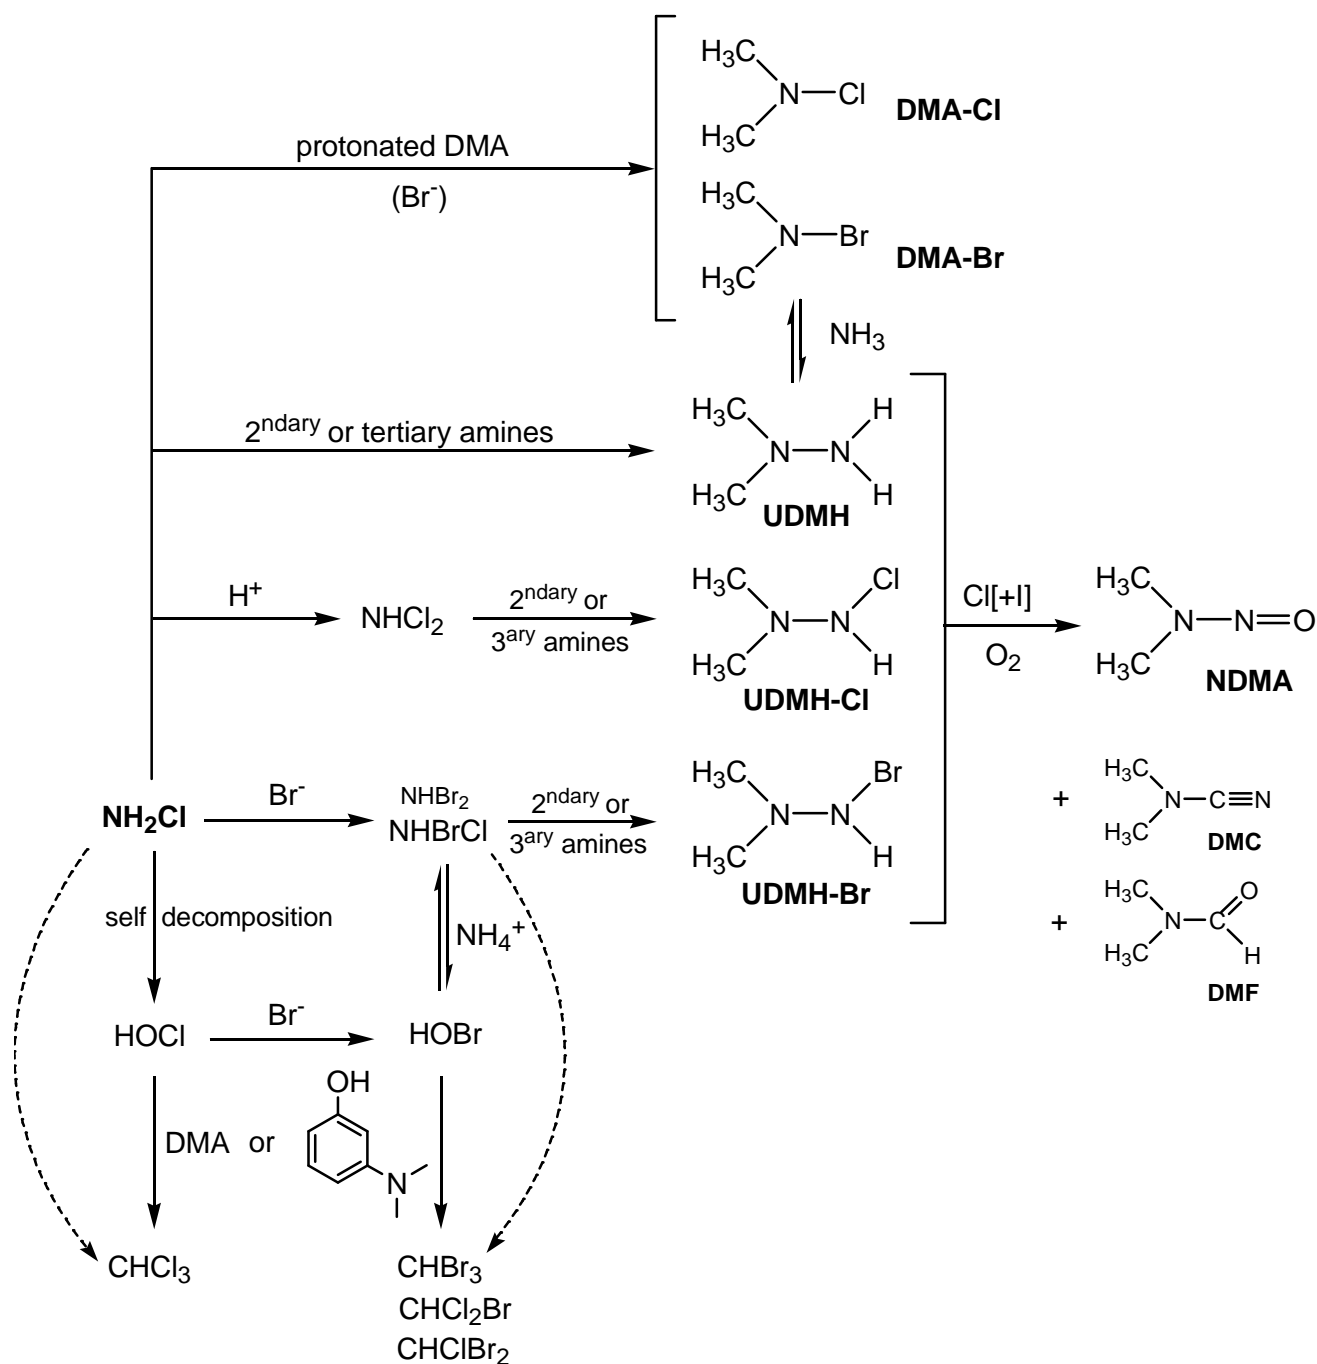 H3C
N
Cl
DMA-Cl
H3C
protonated DMA
(Br-)
H3C
N
Br
DMA-Br
H3C
NH3
H3C
H
2ndary or tertiary amines
N
N
H3C
H
UDMH
H3C
Cl
H+
NHCl2
2ndary or
3ary amines
N
N
H3C
H
UDMH-Cl
Cl[+I]
O2
H3C
N
N
O
H3C
NDMA
NH2Cl
Br-
NHBr2
NHBrCl
2ndary or
3ary amines
H3C
Br
N
N
H3C
H
UDMH-Br
+
H3C
N
C
N
H3C
DMC
+
H3C
N
C
O
H3C
H
DMF
self decomposition
NH4+
HOCl
Br-
HOBr
DMA or
OH
N
CHCl3
CHBr3
CHCl2Br
CHClBr2